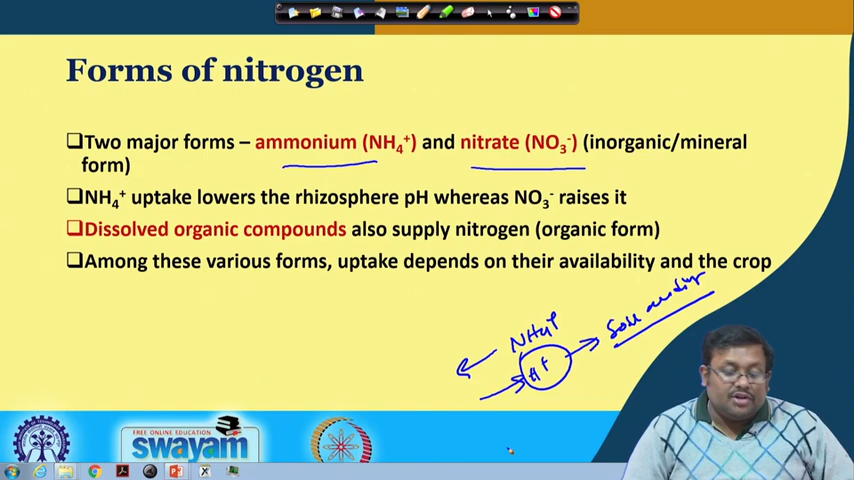 Forms of nitrogen
❑Two major forms – ammonium (NH₄⁺) and nitrate (NO₃⁻) (inorganic/mineral
form)
❑NH₄⁺ uptake lowers the rhizosphere pH whereas NO₃⁻ raises it
❑Dissolved organic compounds also supply nitrogen (organic form)
❑Among these various forms, uptake depends on their availability and the crop
NH4+
H+
FREE ONLINE EDUCATION
swayam